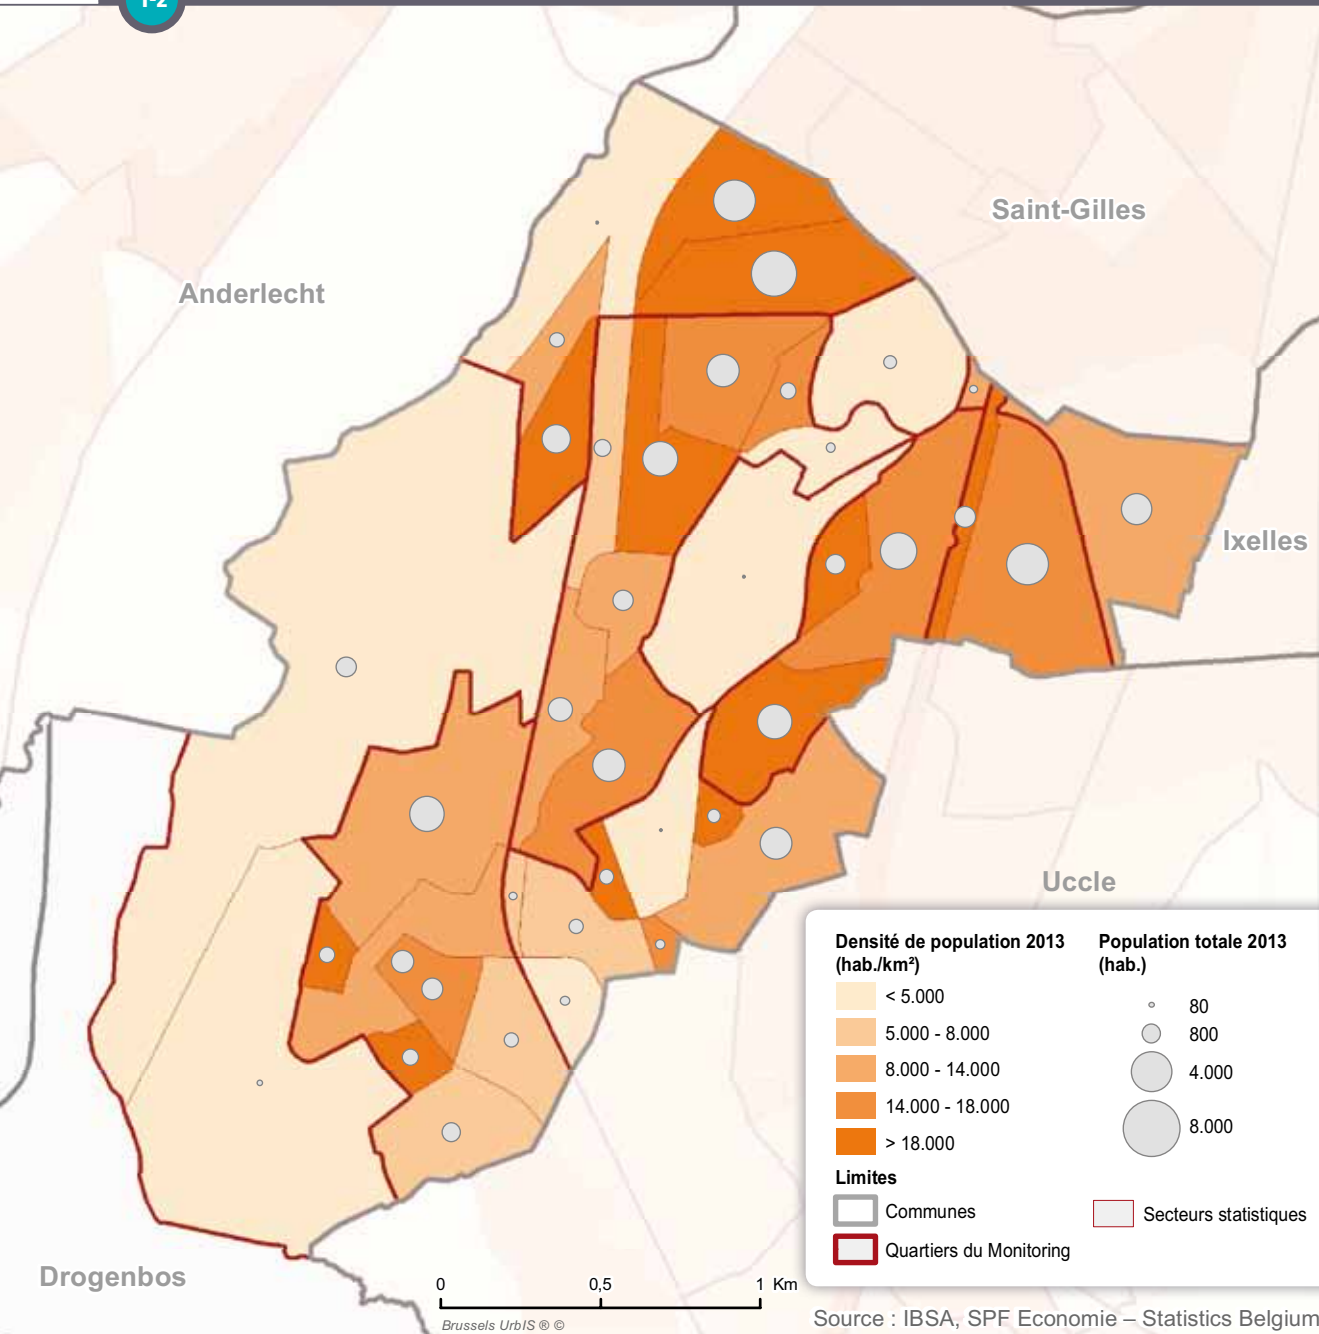 1-2
Saint-Gilles
Anderlecht
Ixelles
Uccle
Drogenbos
Densité de population 2013
(hab./km²)
< 5.000
5.000 - 8.000
8.000 - 14.000
14.000 - 18.000
> 18.000
Population totale 2013
(hab.)
80
800
4.000
8.000
Limites
Communes
Quartiers du Monitoring
Secteurs statistiques
0 0,5 1 Km
Brussels UrbIS ® ©
Source : IBSA, SPF Economie – Statistics Belgium